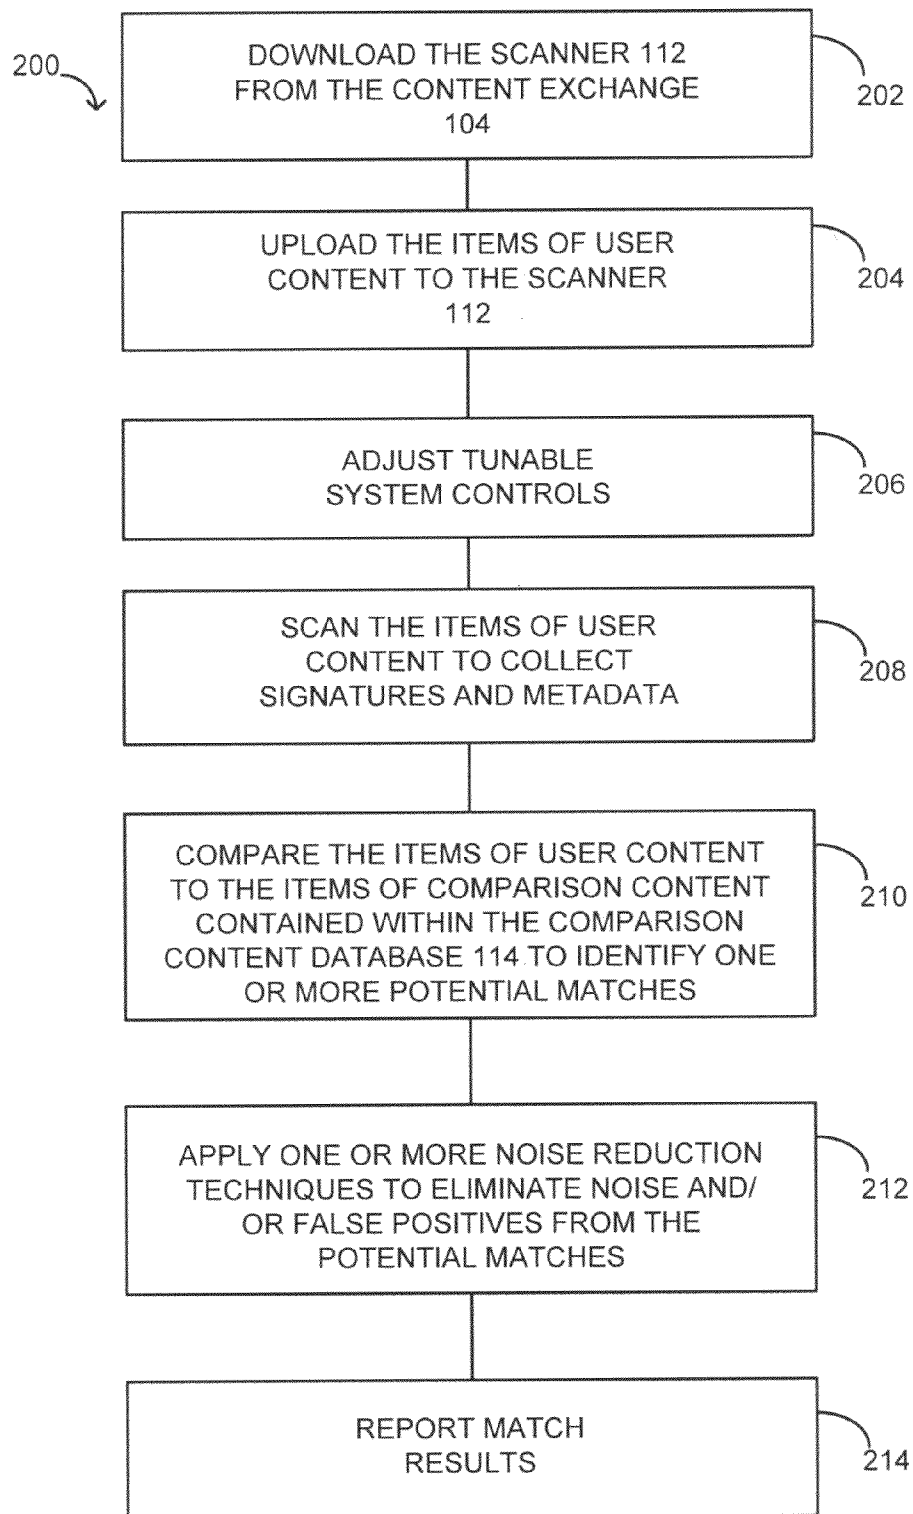 200
DOWNLOAD THE SCANNER 112
FROM THE CONTENT EXCHANGE
104
202
UPLOAD THE ITEMS OF USER
CONTENT TO THE SCANNER
112
204
ADJUST TUNABLE
SYSTEM CONTROLS
206
SCAN THE ITEMS OF USER
CONTENT TO COLLECT
SIGNATURES AND METADATA
208
COMPARE THE ITEMS OF USER CONTENT
TO THE ITEMS OF COMPARISON CONTENT
CONTAINED WITHIN THE COMPARISON
CONTENT DATABASE 114 TO IDENTIFY ONE
OR MORE POTENTIAL MATCHES
210
APPLY ONE OR MORE NOISE REDUCTION
TECHNIQUES TO ELIMINATE NOISE AND/
OR FALSE POSITIVES FROM THE
POTENTIAL MATCHES
212
REPORT MATCH
RESULTS
214